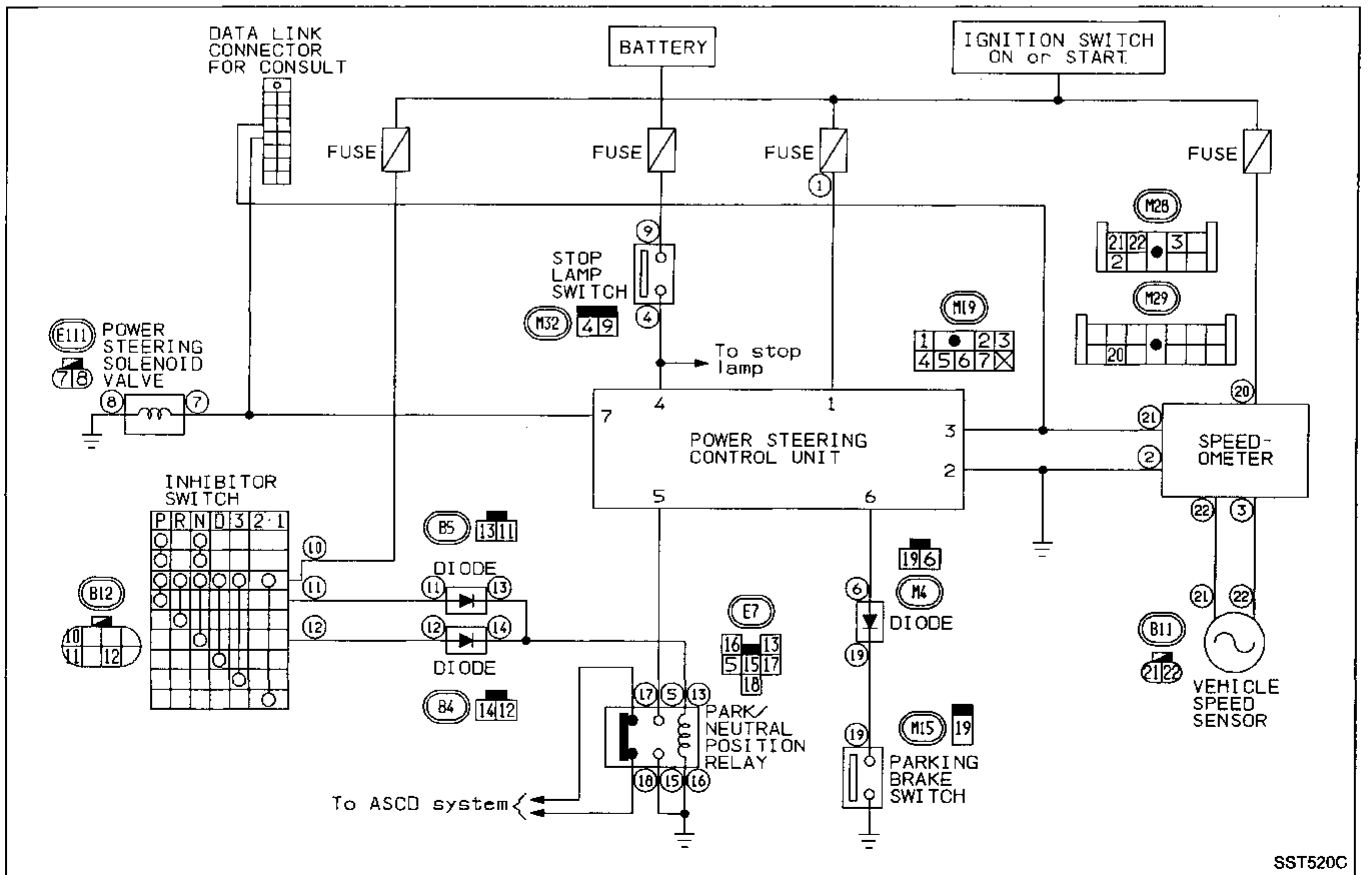 DATA LINK
CONNECTOR
FOR CONSULT
BATTERY
IGNITION SWITCH
ON or START
FUSE
FUSE
FUSE
FUSE
1
9
STOP
LAMP
SWITCH
4
M32
4 9
To stop
lamp
M28
21 22 3
2
M29
20
M19
1 2 3
4 5 6 7
E111
7 8
POWER
STEERING
SOLENOID
VALVE
8
7
7
4
1
3
2
5
6
POWER STEERING
CONTROL UNIT
20
21
2
SPEED-
OMETER
22
3
21
22
B11
21 22
VEHICLE
SPEED
SENSOR
INHIBITOR
SWITCH
P R N D 3 2·1
B12
10
11 12
10
11
12
B5
13 11
DIODE
11
13
12
14
DIODE
B4
14 12
E7
16 13
5 15 17
18
19 6
M4
6
DIODE
19
17
5
13
PARK/
NEUTRAL
POSITION
RELAY
18
15
16
To ASCD system
19
M15
19
PARKING
BRAKE
SWITCH
SST520C